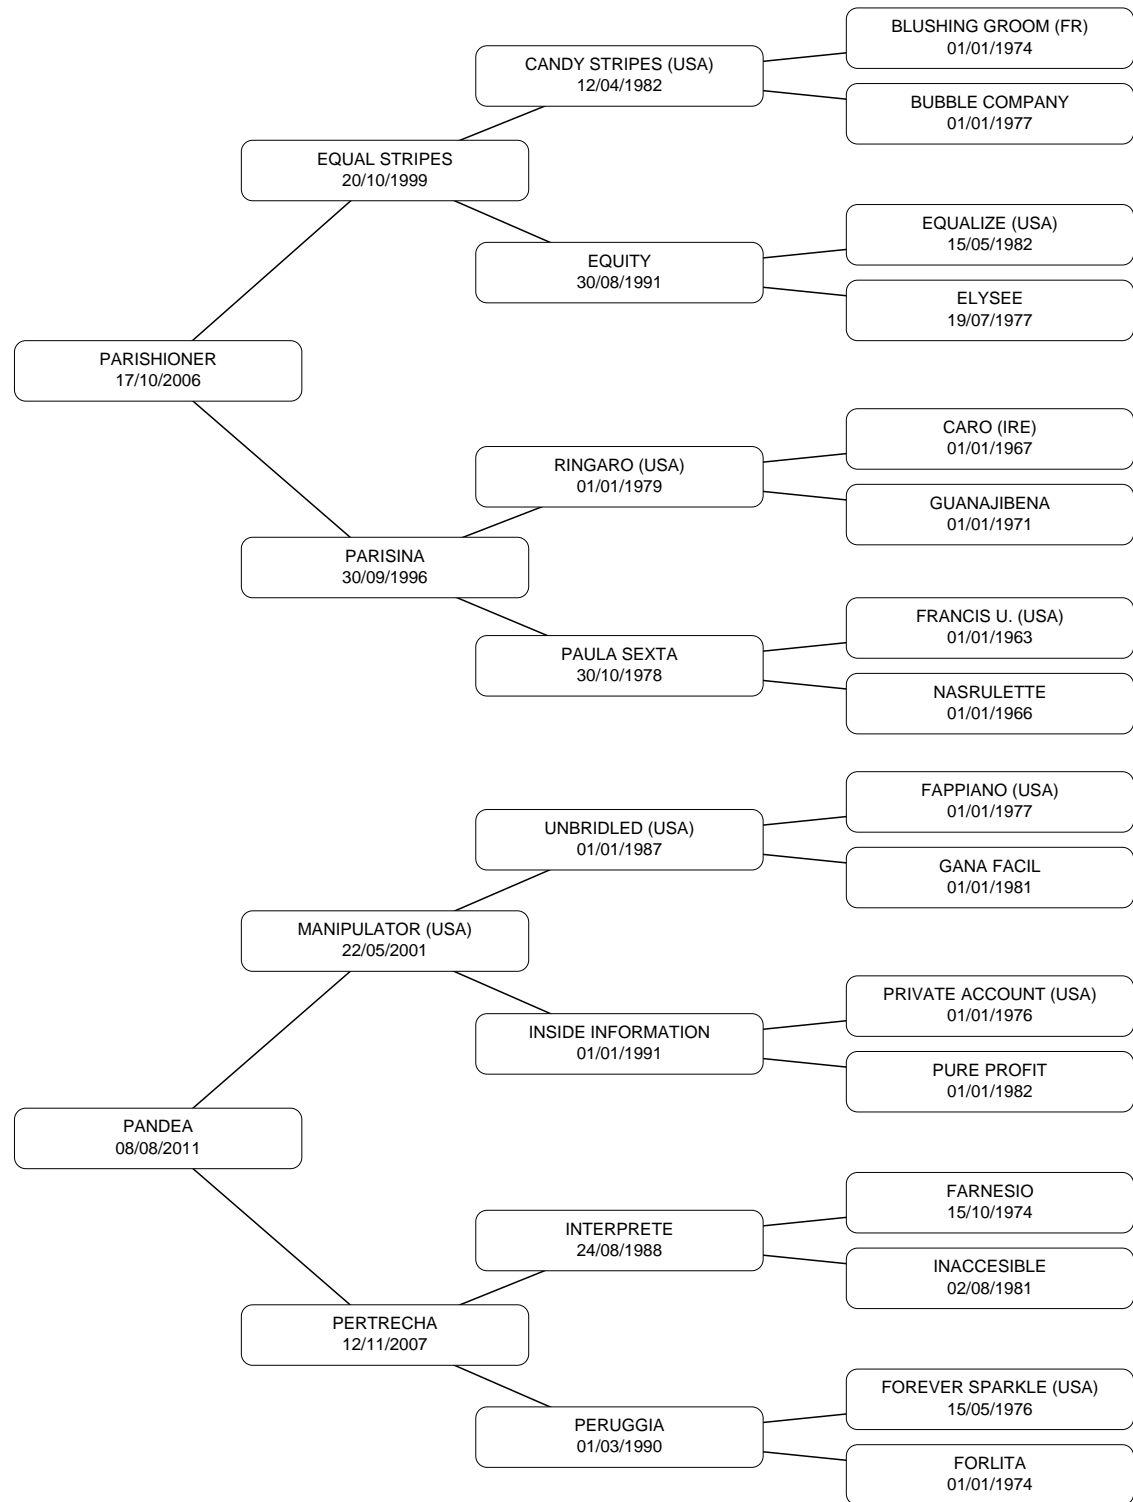 BLUSHING GROOM (FR)
01/01/1974
CANDY STRIPES (USA)
12/04/1982
BUBBLE COMPANY
01/01/1977
EQUAL STRIPES
20/10/1999
EQUALIZE (USA)
15/05/1982
EQUITY
30/08/1991
ELYSEE
19/07/1977
PARISHIONER
17/10/2006
CARO (IRE)
01/01/1967
RINGARO (USA)
01/01/1979
GUANAJIBENA
01/01/1971
PARISINA
30/09/1996
FRANCIS U. (USA)
01/01/1963
PAULA SEXTA
30/10/1978
NASRULETTE
01/01/1966
FAPPIANO (USA)
01/01/1977
UNBRIDLED (USA)
01/01/1987
GANA FACIL
01/01/1981
MANIPULATOR (USA)
22/05/2001
PRIVATE ACCOUNT (USA)
01/01/1976
INSIDE INFORMATION
01/01/1991
PURE PROFIT
01/01/1982
PANDEA
08/08/2011
FARNESIO
15/10/1974
INTERPRETE
24/08/1988
INACCESIBLE
02/08/1981
PERTRECHA
12/11/2007
FOREVER SPARKLE (USA)
15/05/1976
PERUGGIA
01/03/1990
FORLITA
01/01/1974